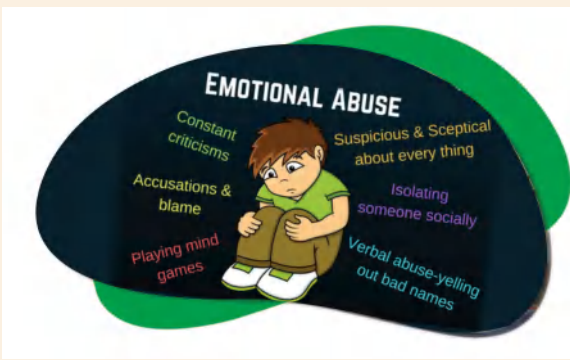 EMOTIONAL ABUSE
Constant
criticisms
Accusations &
blame
Playing mind
games
Suspicious & Sceptical
about every thing
Isolating
someone socially
Verbal abuse-yelling
out bad names